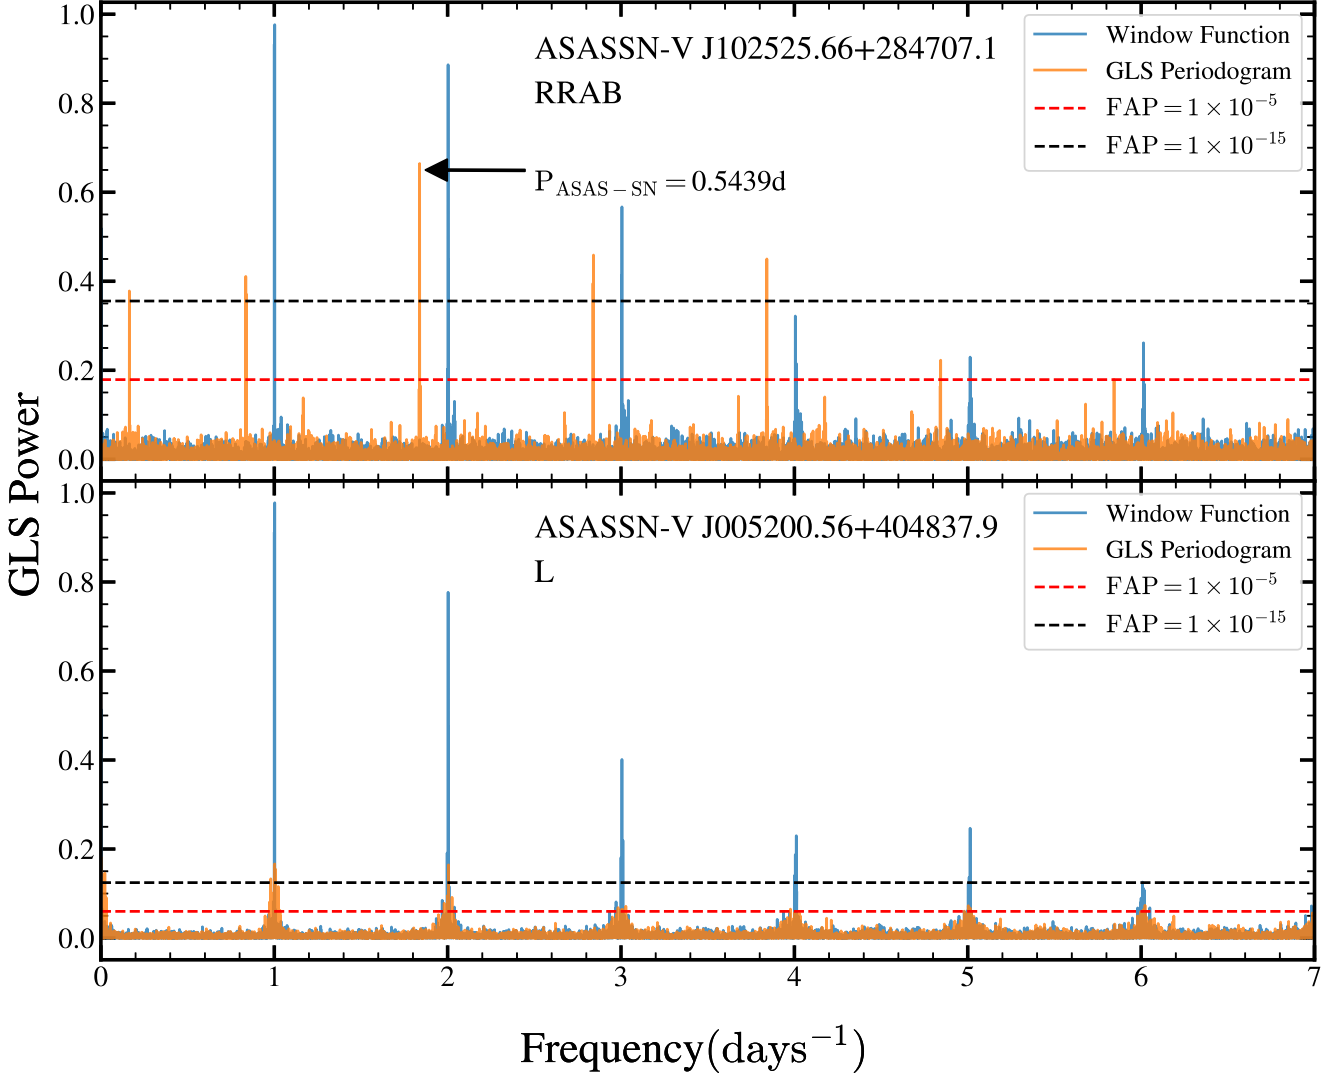 1.0
0.8
0.6
0.4
0.2
0.0
ASASSN-V J102525.66+284707.1
RRAB
P_ASAS−SN = 0.5439d
Window Function
GLS Periodogram
FAP = 1 × 10⁻⁵
FAP = 1 × 10⁻¹⁵
GLS Power
1.0
0.8
0.6
0.4
0.2
0.0
ASASSN-V J005200.56+404837.9
L
Window Function
GLS Periodogram
FAP = 1 × 10⁻⁵
FAP = 1 × 10⁻¹⁵
0 1 2 3 4 5 6 7
Frequency(days⁻¹)